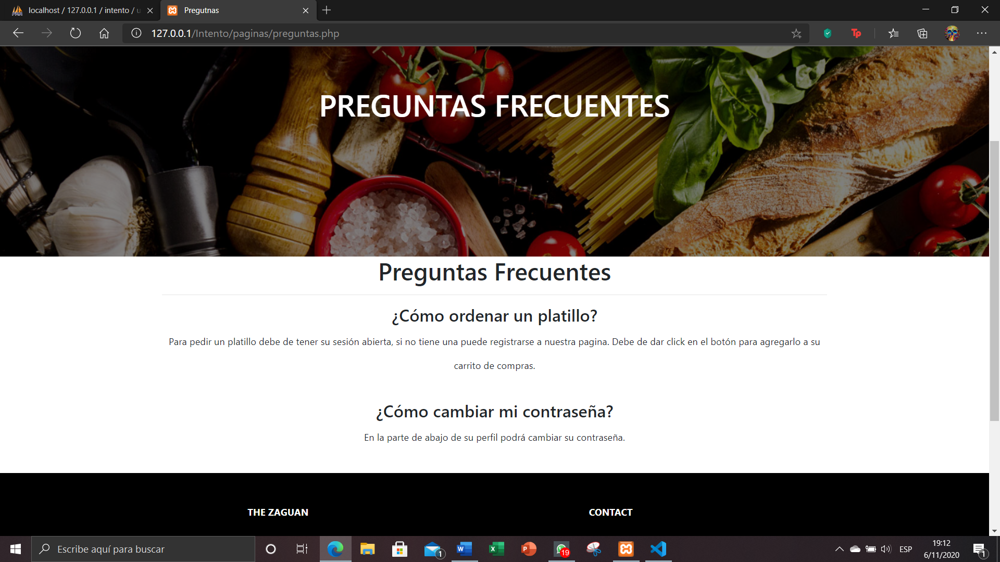 localhost / 127.0.0.1 / intento / u
Pregutnas
127.0.0.1/Intento/paginas/preguntas.php
Tp
PREGUNTAS FRECUENTES
Preguntas Frecuentes
¿Cómo ordenar un platillo?
Para pedir un platillo debe de tener su sesión abierta, si no tiene una puede registrarse a nuestra pagina. Debe de dar click en el botón para agregarlo a su
carrito de compras.
¿Cómo cambiar mi contraseña?
En la parte de abajo de su perfil podrá cambiar su contraseña.
THE ZAGUAN
CONTACT
Escribe aquí para buscar
1
19
ESP
19:12
6/11/2020
1